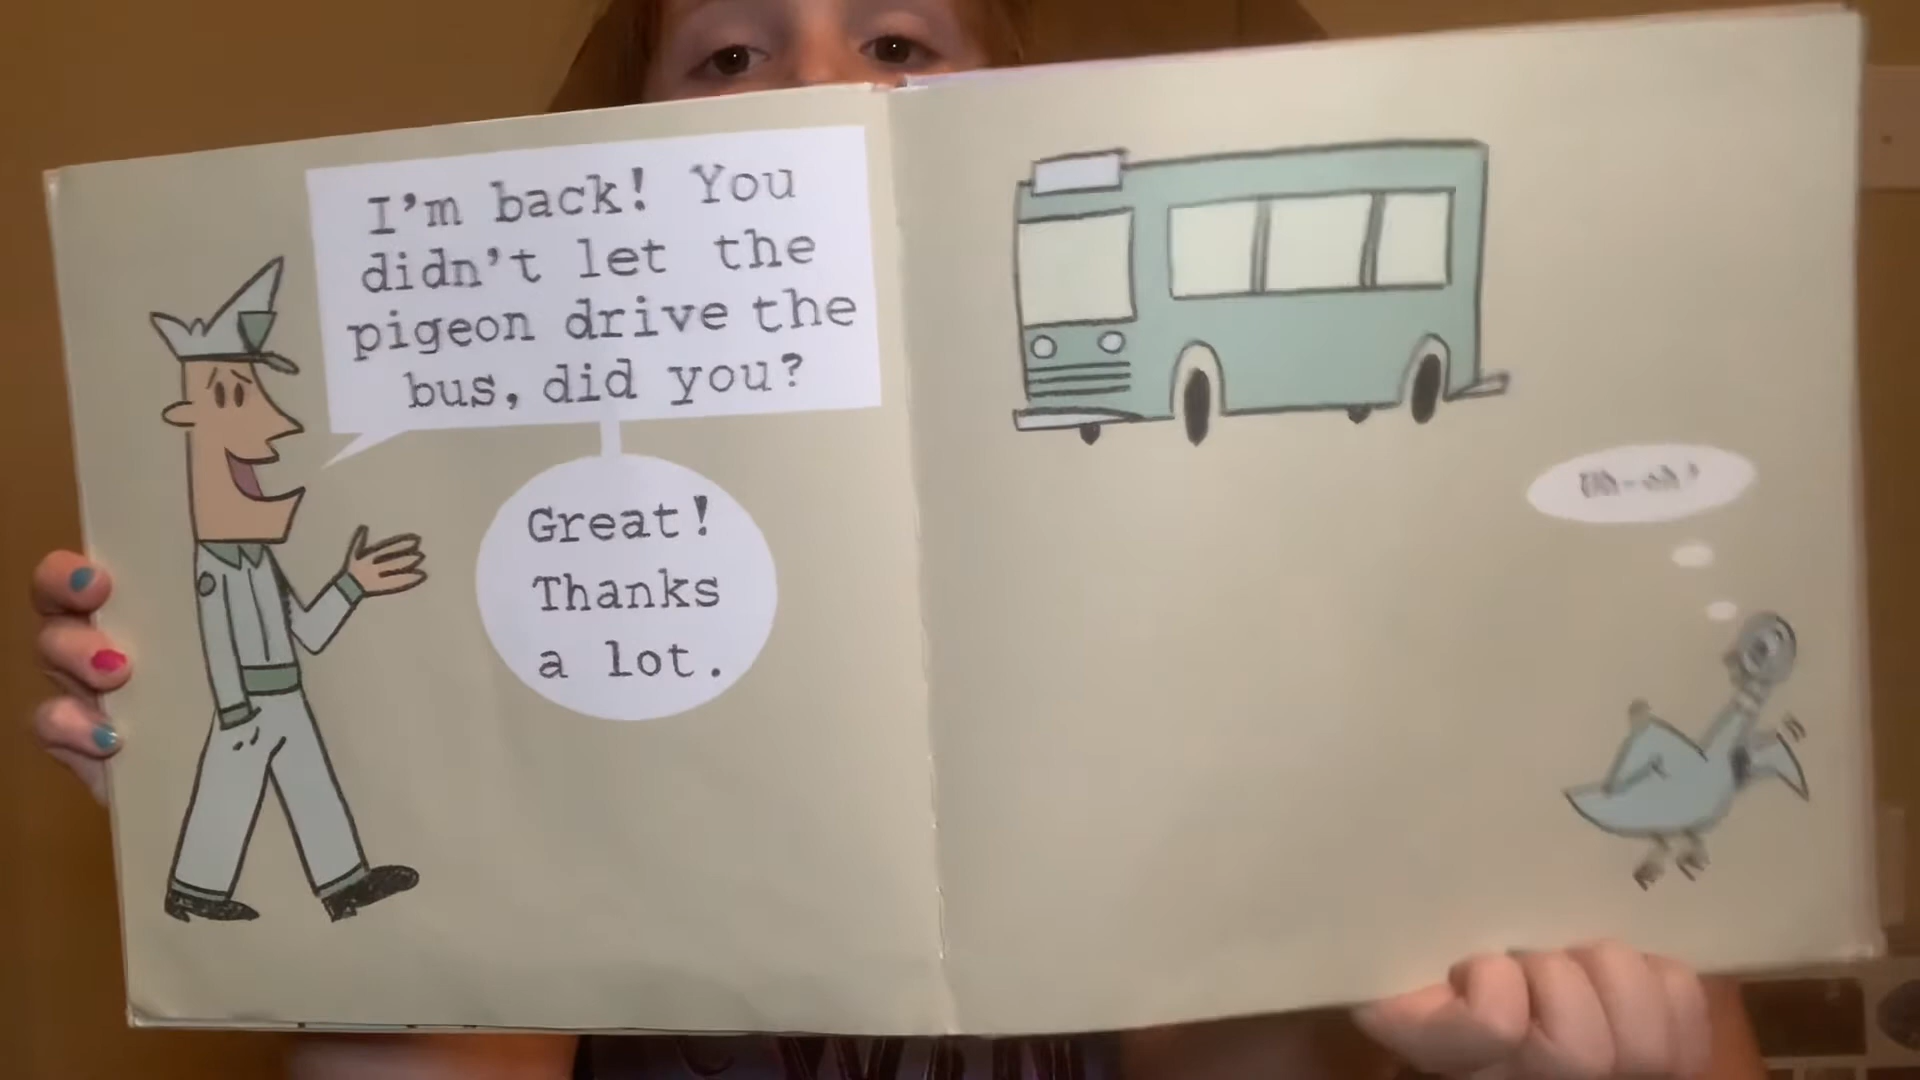 I'm back! You
didn't let the
pigeon drive the
bus, did you?
Great!
Thanks
a lot.